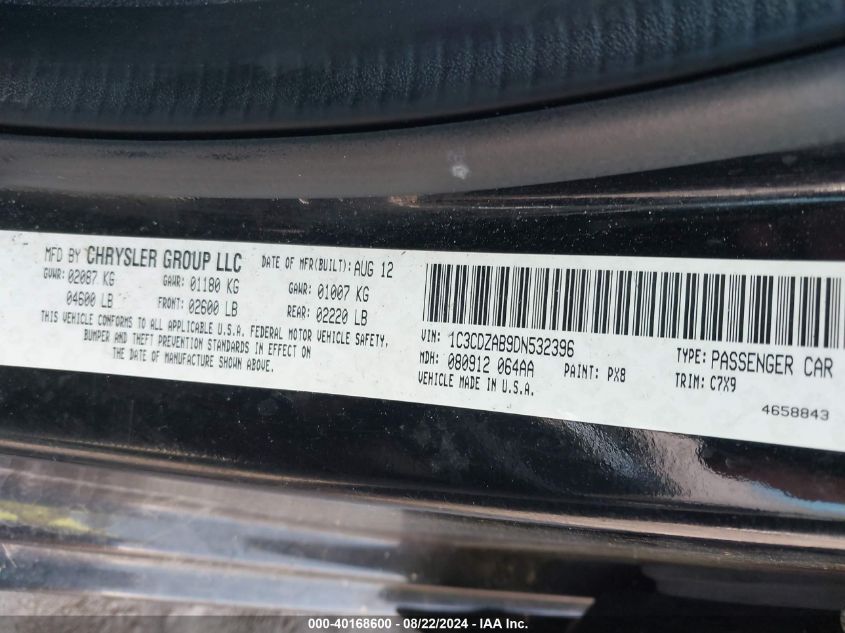 MFD BY CHRYSLER GROUP LLC
DATE OF MFR(BUILT): AUG 12
GVWR: 02087 KG
GAWR: 01180 KG
GAWR: 01007 KG
04600 LB
FRONT: 02600 LB
REAR: 02220 LB
THIS VEHICLE CONFORMS TO ALL APPLICABLE U.S.A. FEDERAL MOTOR VEHICLE SAFETY,
BUMPER AND THEFT PREVENTION STANDARDS IN EFFECT ON
THE DATE OF MANUFACTURE SHOWN ABOVE.
VIN: 1C3CDZAB9DN532396
TYPE: PASSENGER CAR
MDH: 080912 064AA
PAINT: PX8
TRIM: C7X9
VEHICLE MADE IN U.S.A.
4658843
000-40168600 - 08/22/2024 - IAA Inc.